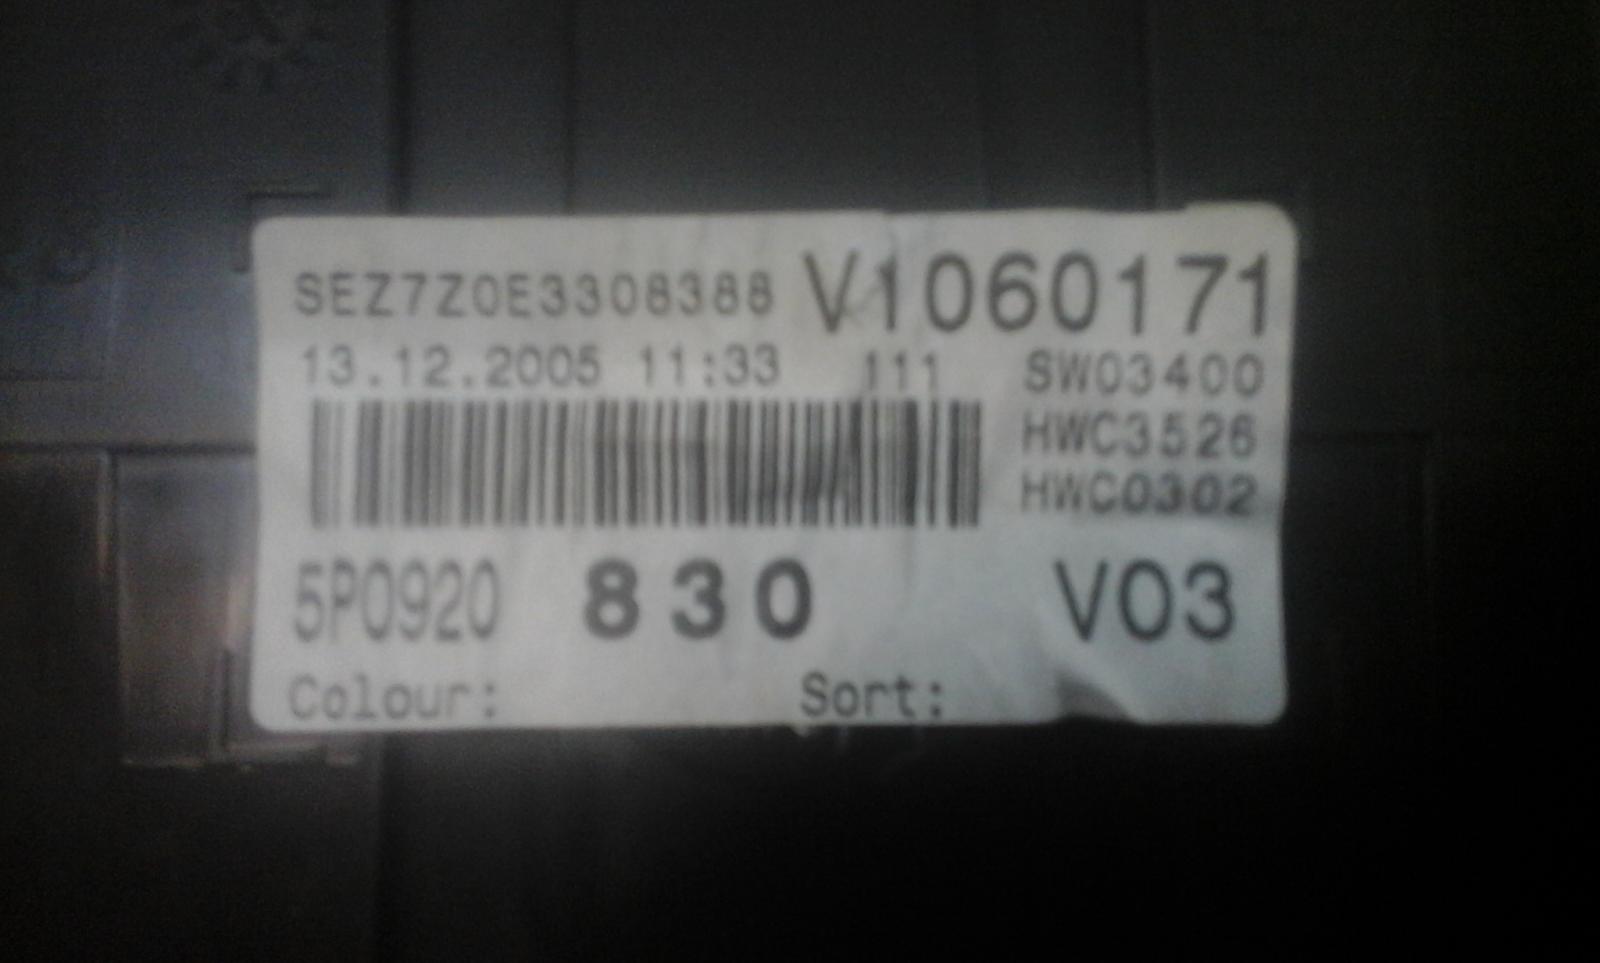 SEZ7Z0E3308388 V1060171
13.12.2005 11:33 111 SW03400
HWC3526
HWC0302
5P0920 830 V03
Colour: Sort: